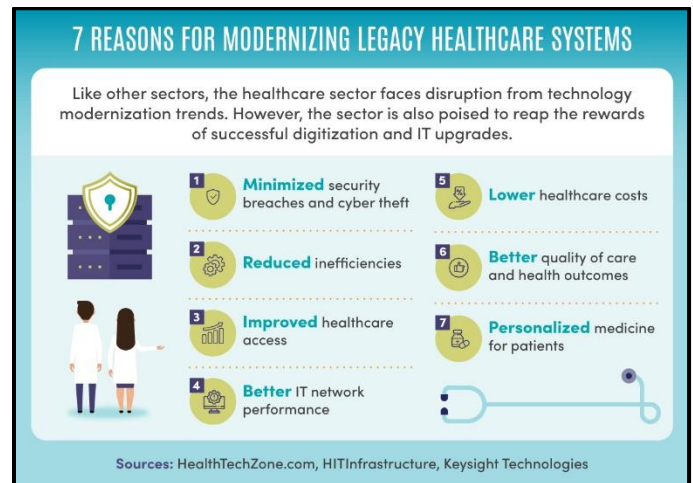 7 REASONS FOR MODERNIZING LEGACY HEALTHCARE SYSTEMS
Like other sectors, the healthcare sector faces disruption from technology
modernization trends. However, the sector is also poised to reap the rewards
of successful digitization and IT upgrades.
1
Minimized security
breaches and cyber theft
2
Reduced inefficiencies
3
Improved healthcare
access
4
Better IT network
performance
5
Lower healthcare costs
6
Better quality of care
and health outcomes
7
Personalized medicine
for patients
Sources: HealthTechZone.com, HITInfrastructure, Keysight Technologies